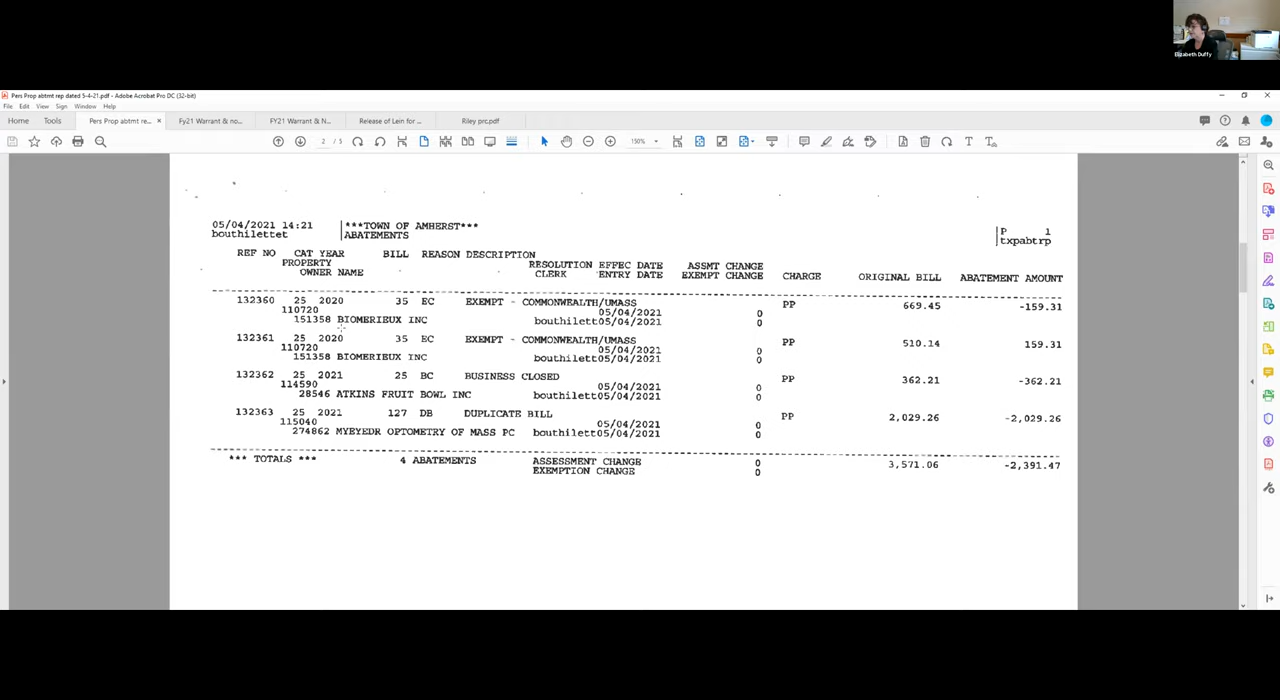 Elizabeth Duffy
Pers Prop abtmt rep dated 5-4-21.pdf - Adobe Acrobat Pro DC (32-bit)
File Edit View Sign Window Help
Home Tools Pers Prop abtmt re... × FY21 Warrant & no... FY21 Warrant & N... Release of Lein for ... Riley prc.pdf
2 / 5 150%
05/04/2021 14:21 ***TOWN OF AMHERST*** P 1
bouthilettet ABATEMENTS txpabtrp
REF NO CAT YEAR BILL REASON DESCRIPTION
PROPERTY RESOLUTION EFFEC DATE ASSMT CHANGE
OWNER NAME CLERK ENTRY DATE EXEMPT CHANGE CHARGE ORIGINAL BILL ABATEMENT AMOUNT
132360 25 2020 35 EC EXEMPT - COMMONWEALTH/UMASS PP 669.45 -159.31
110720 05/04/2021 0
151358 BIOMERIEUX INC bouthilett05/04/2021 0
132361 25 2020 35 EC EXEMPT - COMMONWEALTH/UMASS PP 510.14 159.31
110720 05/04/2021 0
151358 BIOMERIEUX INC bouthilett05/04/2021 0
132362 25 2021 25 BC BUSINESS CLOSED PP 362.21 -362.21
114590 05/04/2021 0
28546 ATKINS FRUIT BOWL INC bouthilett05/04/2021 0
132363 25 2021 127 DB DUPLICATE BILL PP 2,029.26 -2,029.26
115040 05/04/2021 0
274862 MYEYEDR OPTOMETRY OF MASS PC bouthilett05/04/2021 0
*** TOTALS *** 4 ABATEMENTS ASSESSMENT CHANGE 0 3,571.06 -2,391.47
EXEMPTION CHANGE 0